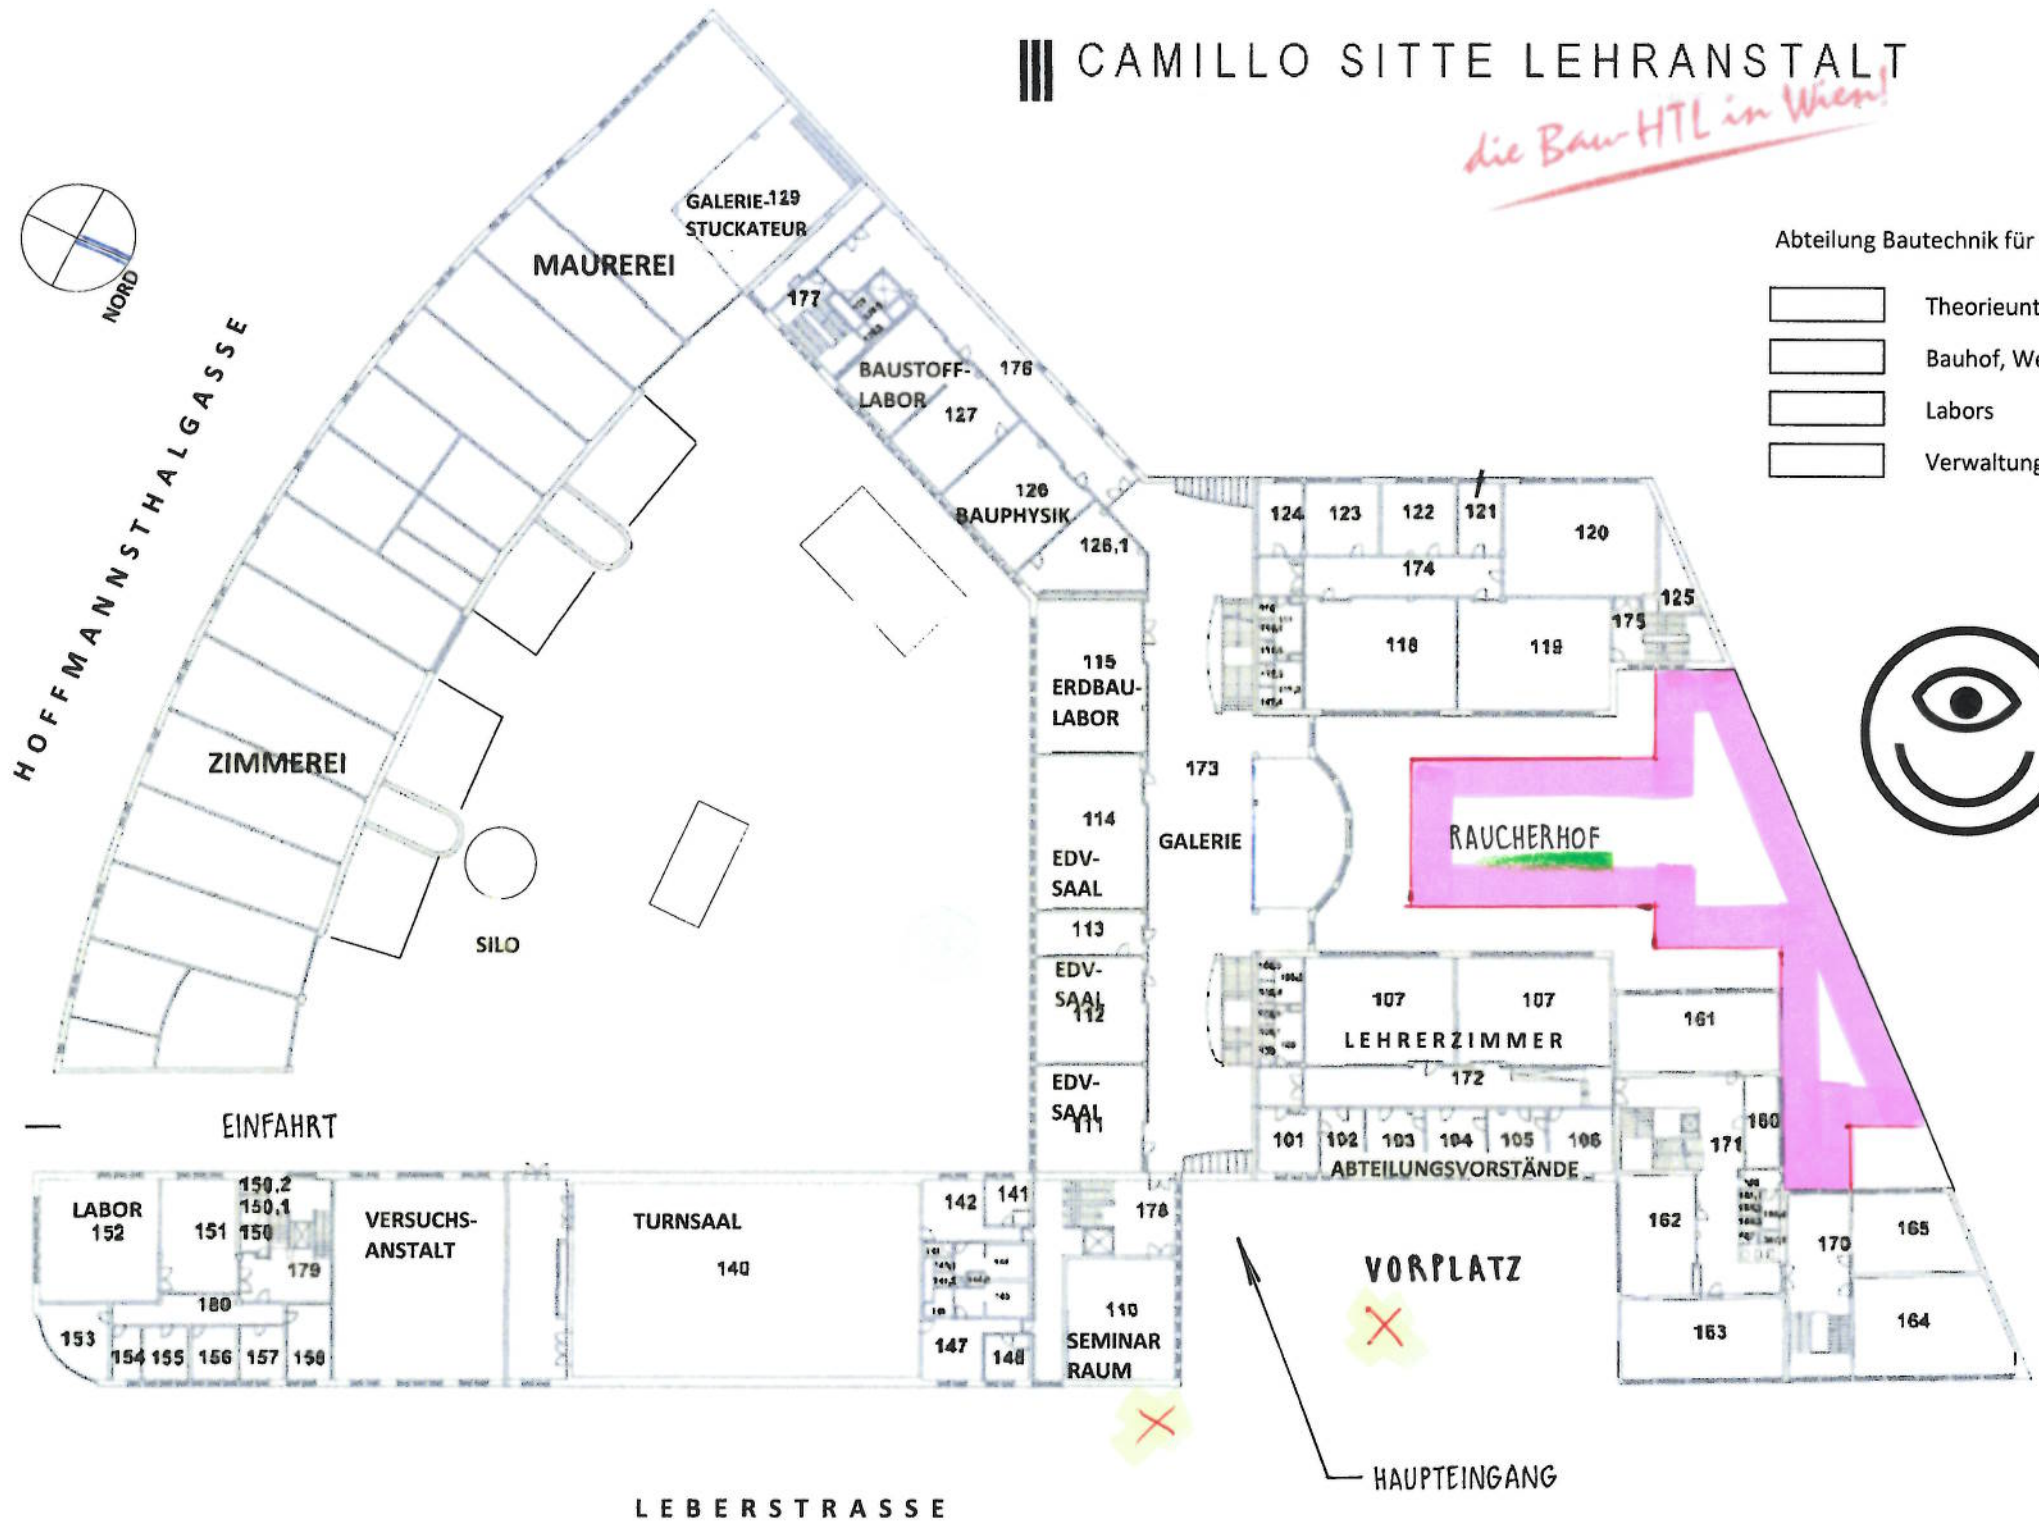 CAMILLO SITTE LEHRANSTALT
die Bau-HTL in Wien!
Abteilung Bautechnik für
Theorieunt
Bauhof, We
Labors
Verwaltung
NORD
HOFFMANNSTHALGASSE
GALERIE-129
STUCKATEUR
MAUREREI
177
176
BAUSTOFF-
LABOR
127
126
BAUPHYSIK
126,1
124
123
122
121
120
174
125
175
118
119
115
ERDBAU-
LABOR
173
ZIMMEREI
114
GALERIE
RAUCHERHOF
EDV-
SAAL
113
SILO
EDV-
SAAL
112
107
107
LEHRERZIMMER
161
172
EDV-
SAAL
111
101
102
103
104
105
106
ABTEILUNGSVORSTÄNDE
160
171
EINFAHRT
LABOR
152
151
150,2
150,1
150
179
VERSUCHS-
ANSTALT
TURNSAAL
140
142
141
178
162
170
165
VORPLATZ
180
153
154
155
156
157
158
147
148
110
SEMINAR
RAUM
163
164
HAUPTEINGANG
LEBERSTRASSE